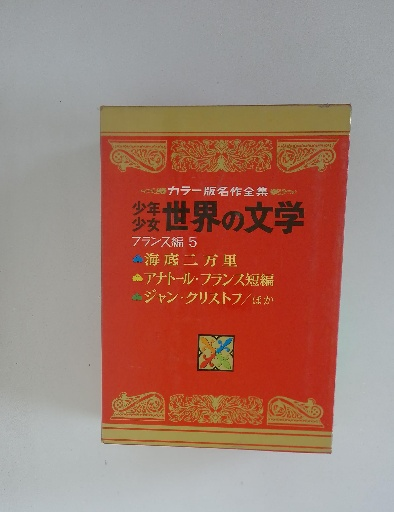 カラー版名作全集
少年少女世界の文学
フランス編 5
海底二万里
アナトール・フランス短編
ジャン・クリストフ/ほか